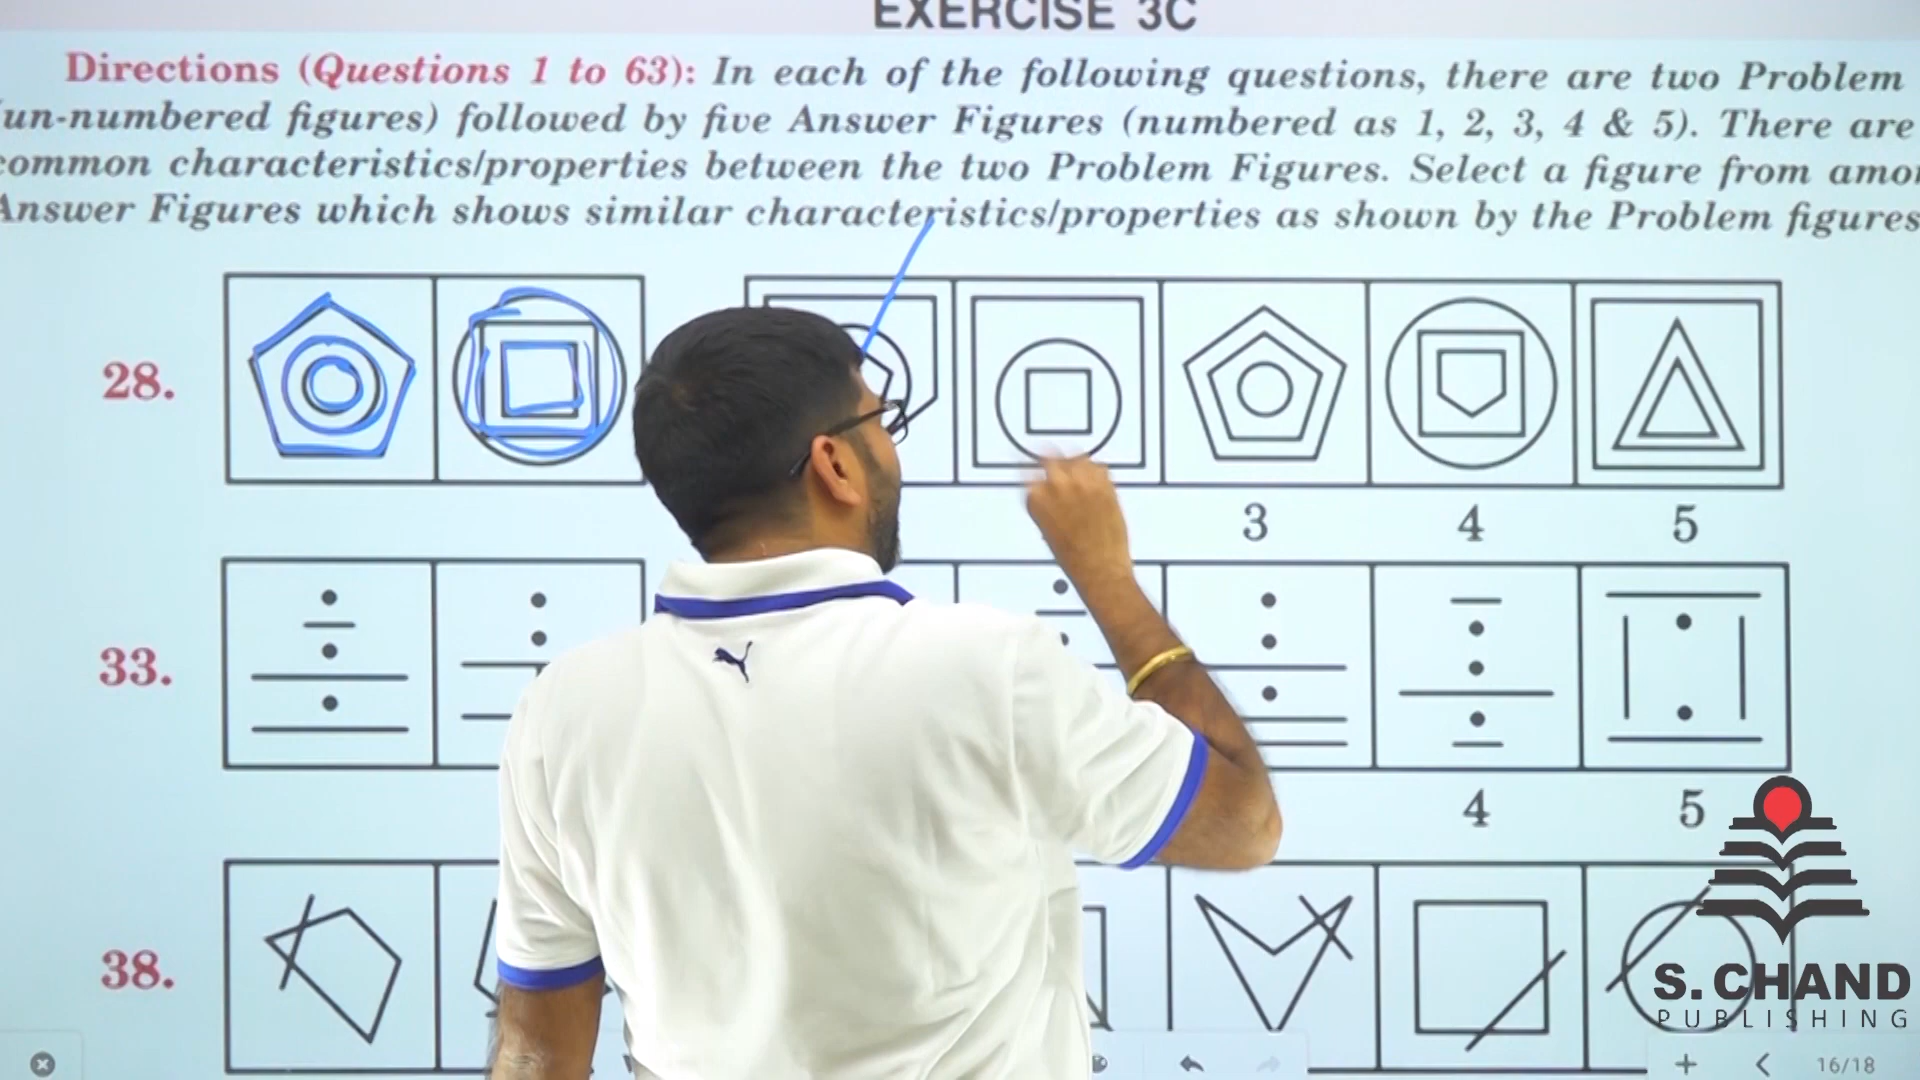 EXERCISE 3C
Directions (Questions 1 to 63): In each of the following questions, there are two Problem
(un-numbered figures) followed by five Answer Figures (numbered as 1, 2, 3, 4 & 5). There are
common characteristics/properties between the two Problem Figures. Select a figure from
Answer Figures which shows similar characteristics/properties as shown by the Problem figures
28.
3 4 5
33.
4 5
38.
S. CHAND
PUBLISHING
16/18